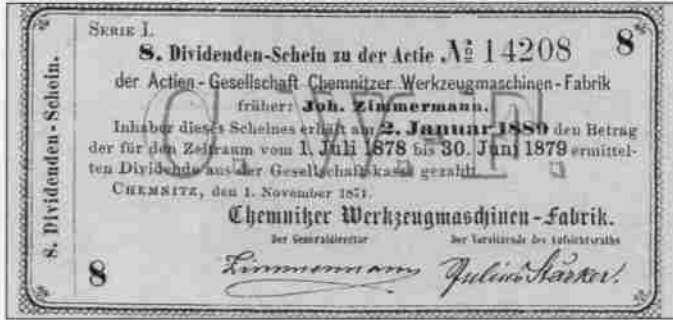 8. Dividenden-Schein.
SERIE I.
8. Dividenden-Schein zu der Actie № 14208 8
der Actien-Gesellschaft Chemnitzer Werkzeugmaschinen-Fabrik
früher: Joh. Zimmermann.
Inhaber dieses Scheines erhält am 2. Januar 1880 den Betrag
der für den Zeitraum vom 1. Juli 1878 bis 30. Juni 1879 ermittel-
ten Dividende aus der Gesellschaftskasse gezahlt.
CHEMNITZ, den 1. November 1871.
C. W. F.
Chemnitzer Werkzeugmaschinen-Fabrik.
Der Generaldirector Der Vorsitzende des Aufsichtsraths
8 Zimmermann Julius Stärker.